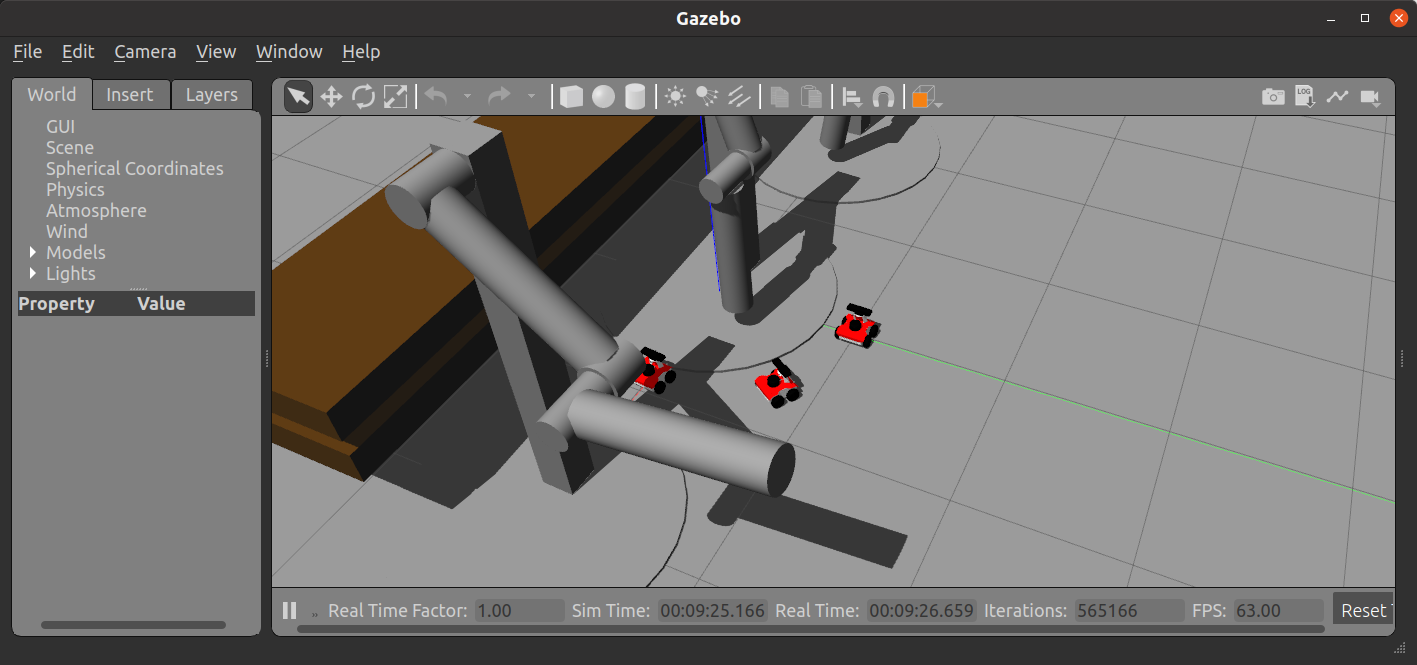 Gazebo
File Edit Camera View Window Help
World Insert Layers
LOG
GUI
Scene
Spherical Coordinates
Physics
Atmosphere
Wind
Models
Lights
Property Value
» Real Time Factor: 1.00 Sim Time: 00:09:25.166 Real Time: 00:09:26.659 Iterations: 565166 FPS: 63.00 Reset